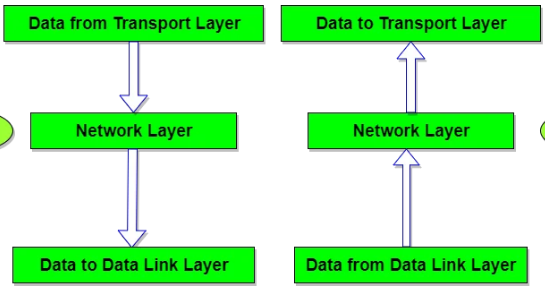 Data from Transport Layer
Data to Transport Layer
Network Layer
Network Layer
Data to Data Link Layer
Data from Data Link Layer